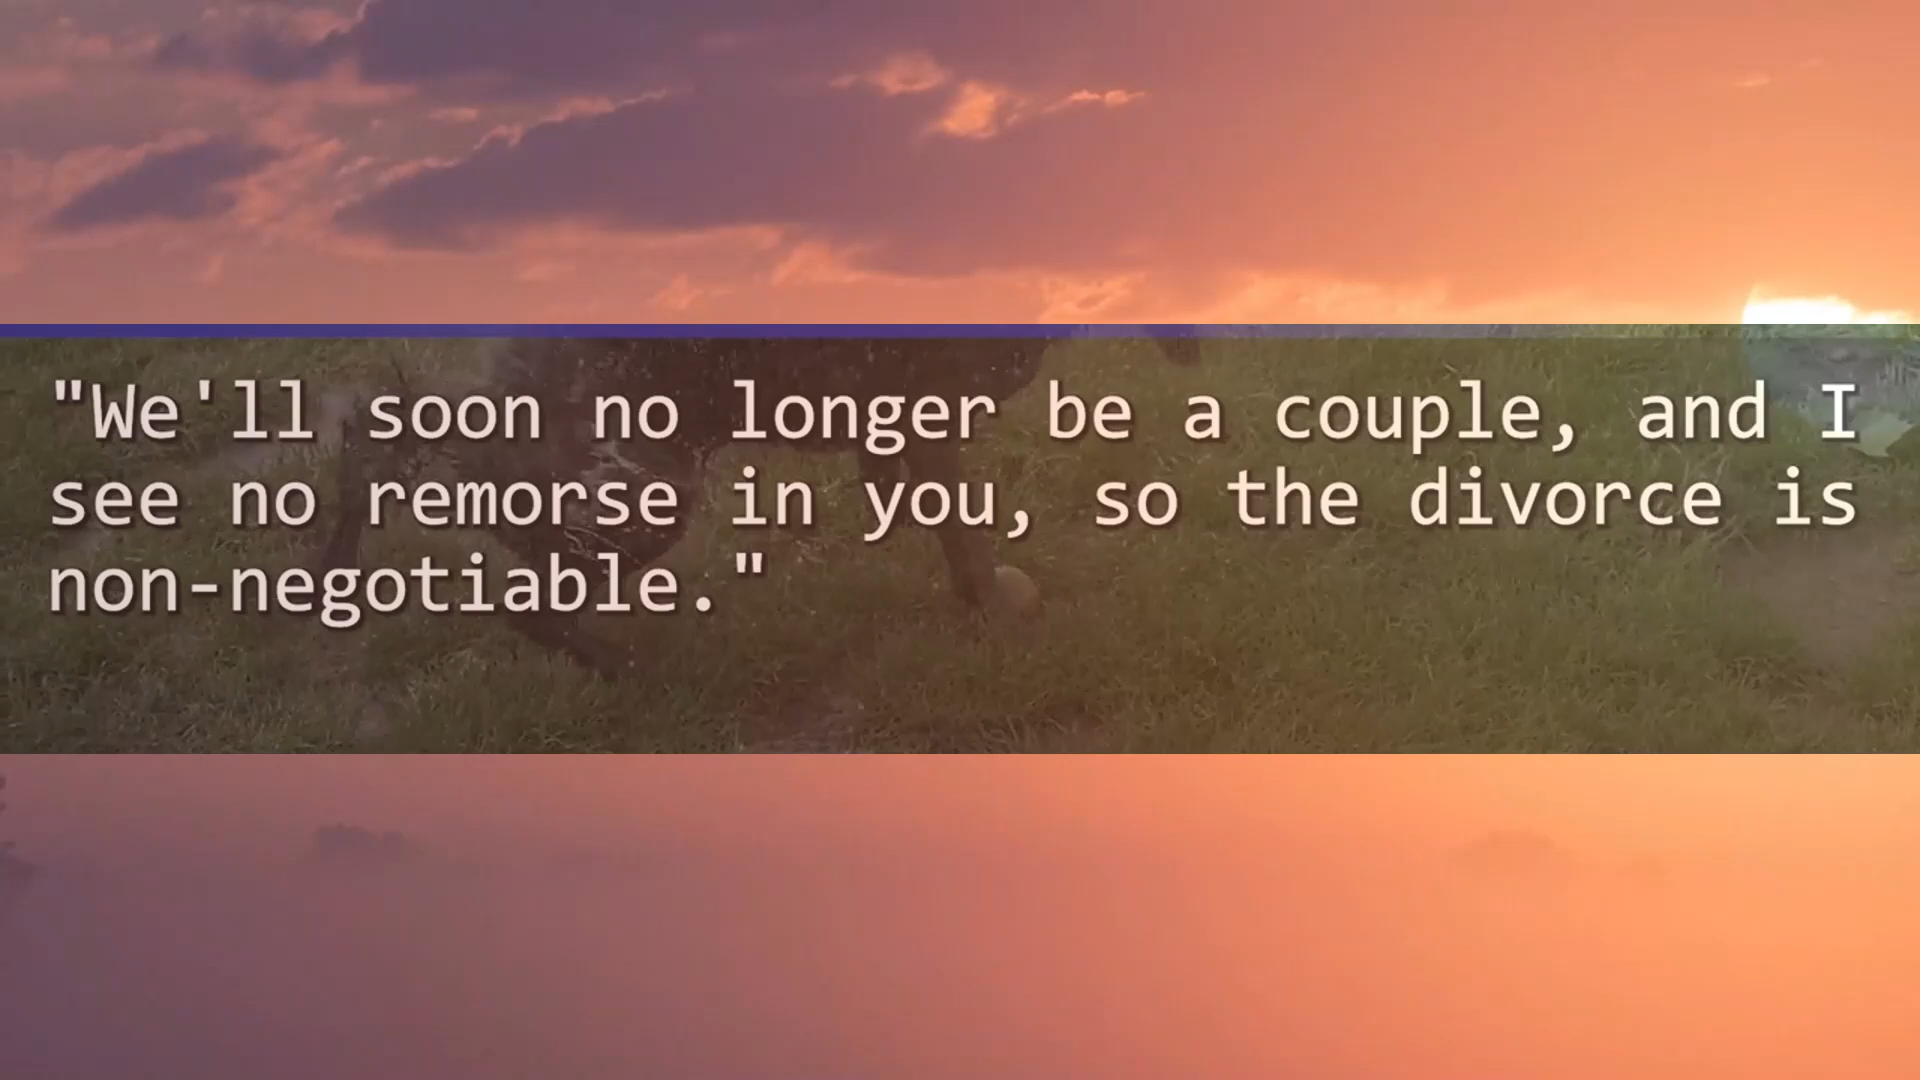 "We'll soon no longer be a couple, and I
see no remorse in you, so the divorce is
non-negotiable."